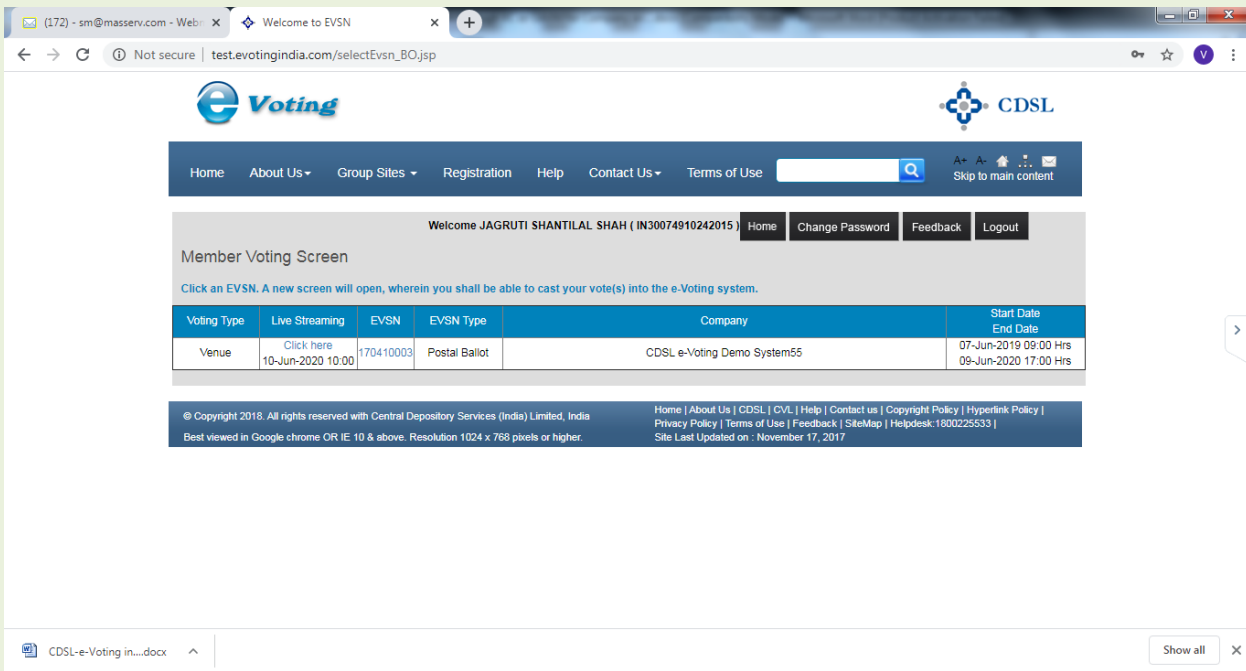 (172) - sm@masserv.com - Webm
Welcome to EVSN
Not secure | test.evotingindia.com/selectEvsn_BO.jsp
V
e Voting
CDSL
Home About Us Group Sites Registration Help Contact Us Terms of Use
A+ A-
Skip to main content
Welcome JAGRUTI SHANTILAL SHAH ( IN30074910242015 ) Home Change Password Feedback Logout
Member Voting Screen
Click an EVSN. A new screen will open, wherein you shall be able to cast your vote(s) into the e-Voting system.
Voting Type Live Streaming EVSN EVSN Type Company Start Date
End Date
Venue Click here 170410003 Postal Ballot CDSL e-Voting Demo System55 07-Jun-2019 09:00 Hrs
10-Jun-2020 10:00 09-Jun-2020 17:00 Hrs
© Copyright 2018. All rights reserved with Central Depository Services (India) Limited, India
Best viewed in Google chrome OR IE 10 & above. Resolution 1024 x 768 pixels or higher.
Home | About Us | CDSL | CVL | Help | Contact us | Copyright Policy | Hyperlink Policy |
Privacy Policy | Terms of Use | Feedback | SiteMap | Helpdesk:1800225533 |
Site Last Updated on : November 17, 2017
CDSL-e-Voting in....docx
Show all